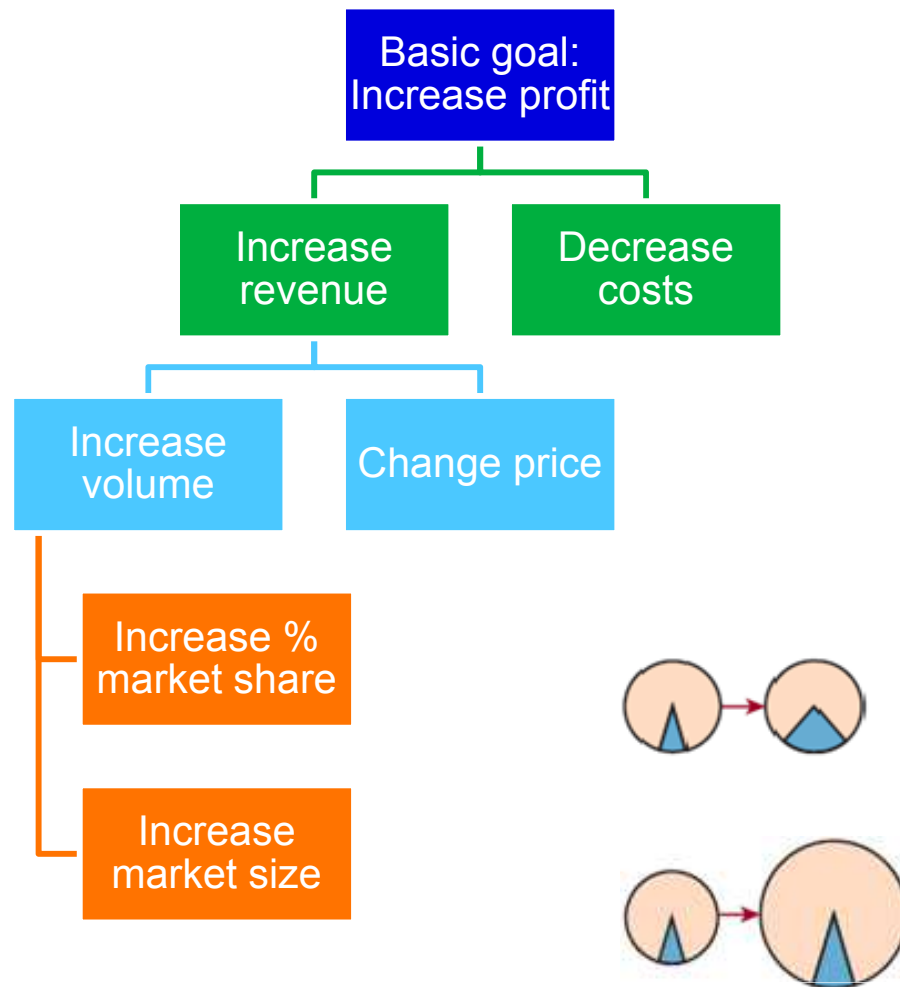 Basic goal:
Increase profit
Increase
revenue
Decrease
costs
Increase
volume
Change price
Increase %
market share
Increase
market size